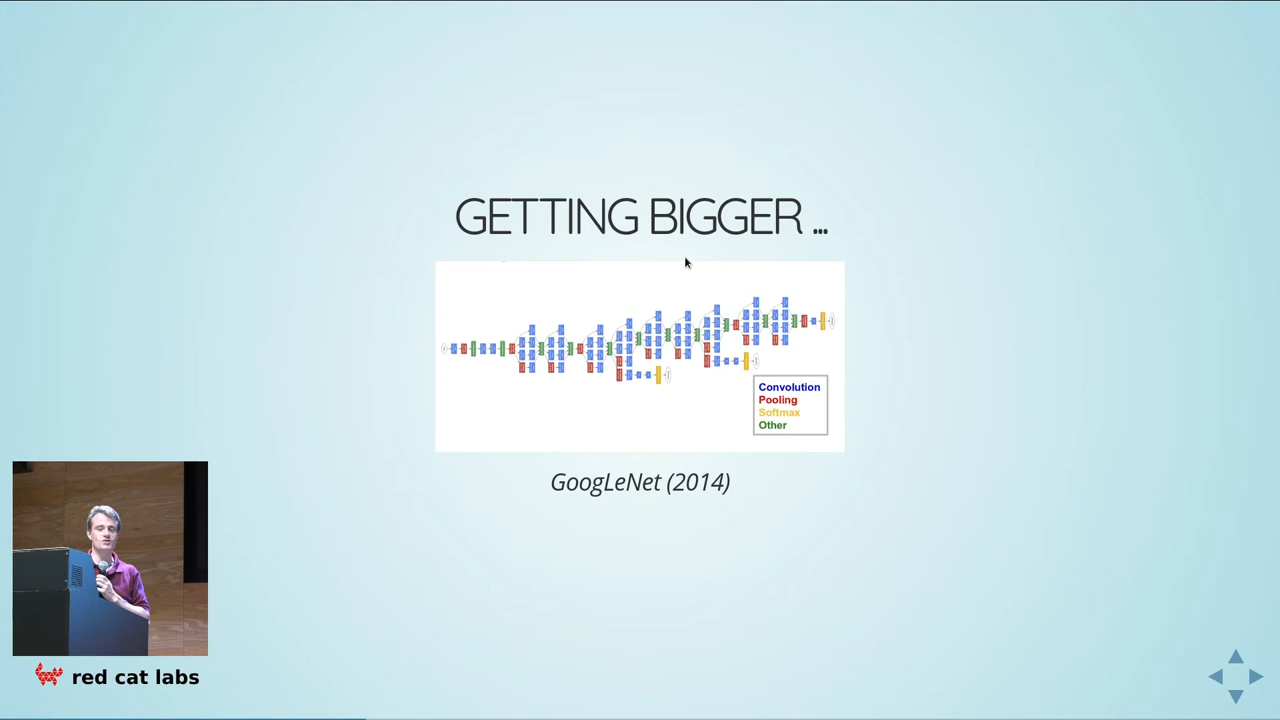 GETTING BIGGER ...
Convolution
Pooling
Softmax
Other
GoogLeNet (2014)
red cat labs